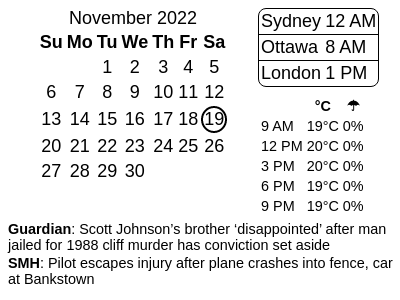 November 2022
Su Mo Tu We Th Fr Sa
1 2 3 4 5
6 7 8 9 10 11 12
13 14 15 16 17 18 19
20 21 22 23 24 25 26
27 28 29 30
Sydney 12 AM
Ottawa 8 AM
London 1 PM
°C ☂
9 AM 19°C 0%
12 PM 20°C 0%
3 PM 20°C 0%
6 PM 19°C 0%
9 PM 19°C 0%
Guardian: Scott Johnson’s brother ‘disappointed’ after man
jailed for 1988 cliff murder has conviction set aside
SMH: Pilot escapes injury after plane crashes into fence, car
at Bankstown